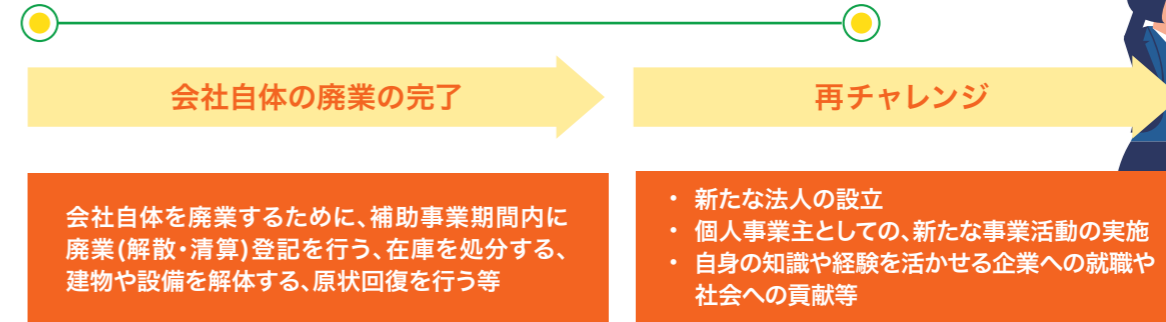 会社自体の廃業の完了
再チャレンジ
会社自体を廃業するために、補助事業期間内に
廃業(解散・清算)登記を行う、在庫を処分する、
建物や設備を解体する、原状回復を行う等
・ 新たな法人の設立
・ 個人事業主としての、新たな事業活動の実施
・ 自身の知識や経験を活かせる企業への就職や
社会への貢献等